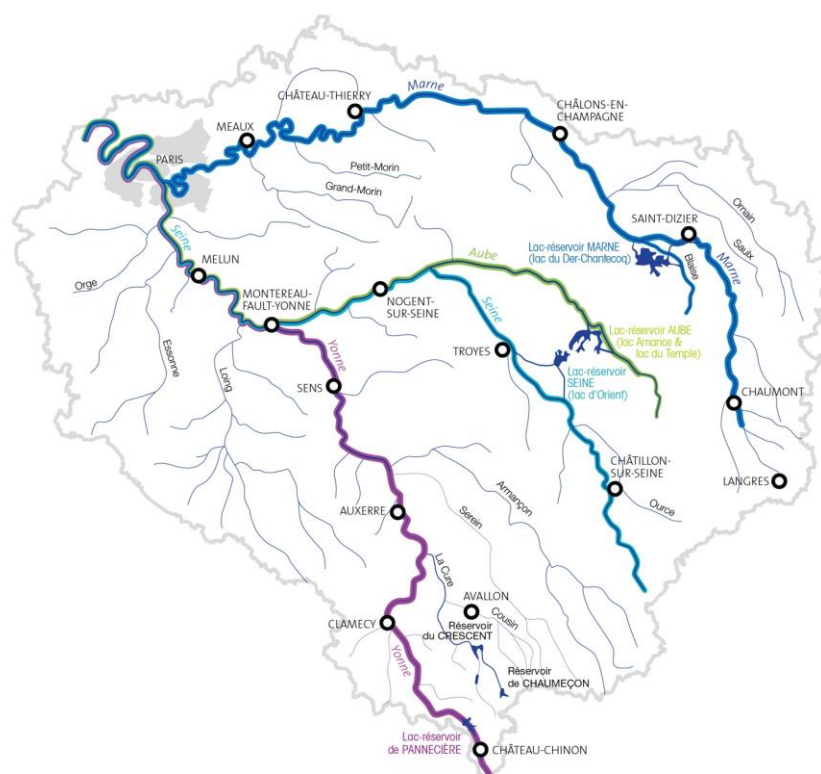 Marne
CHÂTEAU-THIERRY
CHÂLONS-EN-
CHAMPAGNE
MEAUX
PARIS
Petit-Morin
Grand-Morin
Ornain
Saulx
SAINT-DIZIER
Lac-réservoir MARNE
(lac du Der-Chantecoq)
Blaise
Marne
Seine
MELUN
Orge
Aube
MONTEREAU-
FAULT-YONNE
NOGENT-
SUR-SEINE
Seine
Lac-réservoir AUBE
(lac Amance &
lac du Temple)
TROYES
Lac-réservoir
SEINE
(lac d'Orient)
Essonne
Loing
Yonne
SENS
CHAUMONT
CHÂTILLON-
SUR-SEINE
LANGRES
Ource
Armançon
Serein
AUXERRE
La Cure
AVALLON
Cousin
CLAMECY
Réservoir
du CRESCENT
Yonne
Réservoir
de CHAUMEÇON
Lac-réservoir
de PANNECIÈRE
CHÂTEAU-CHINON